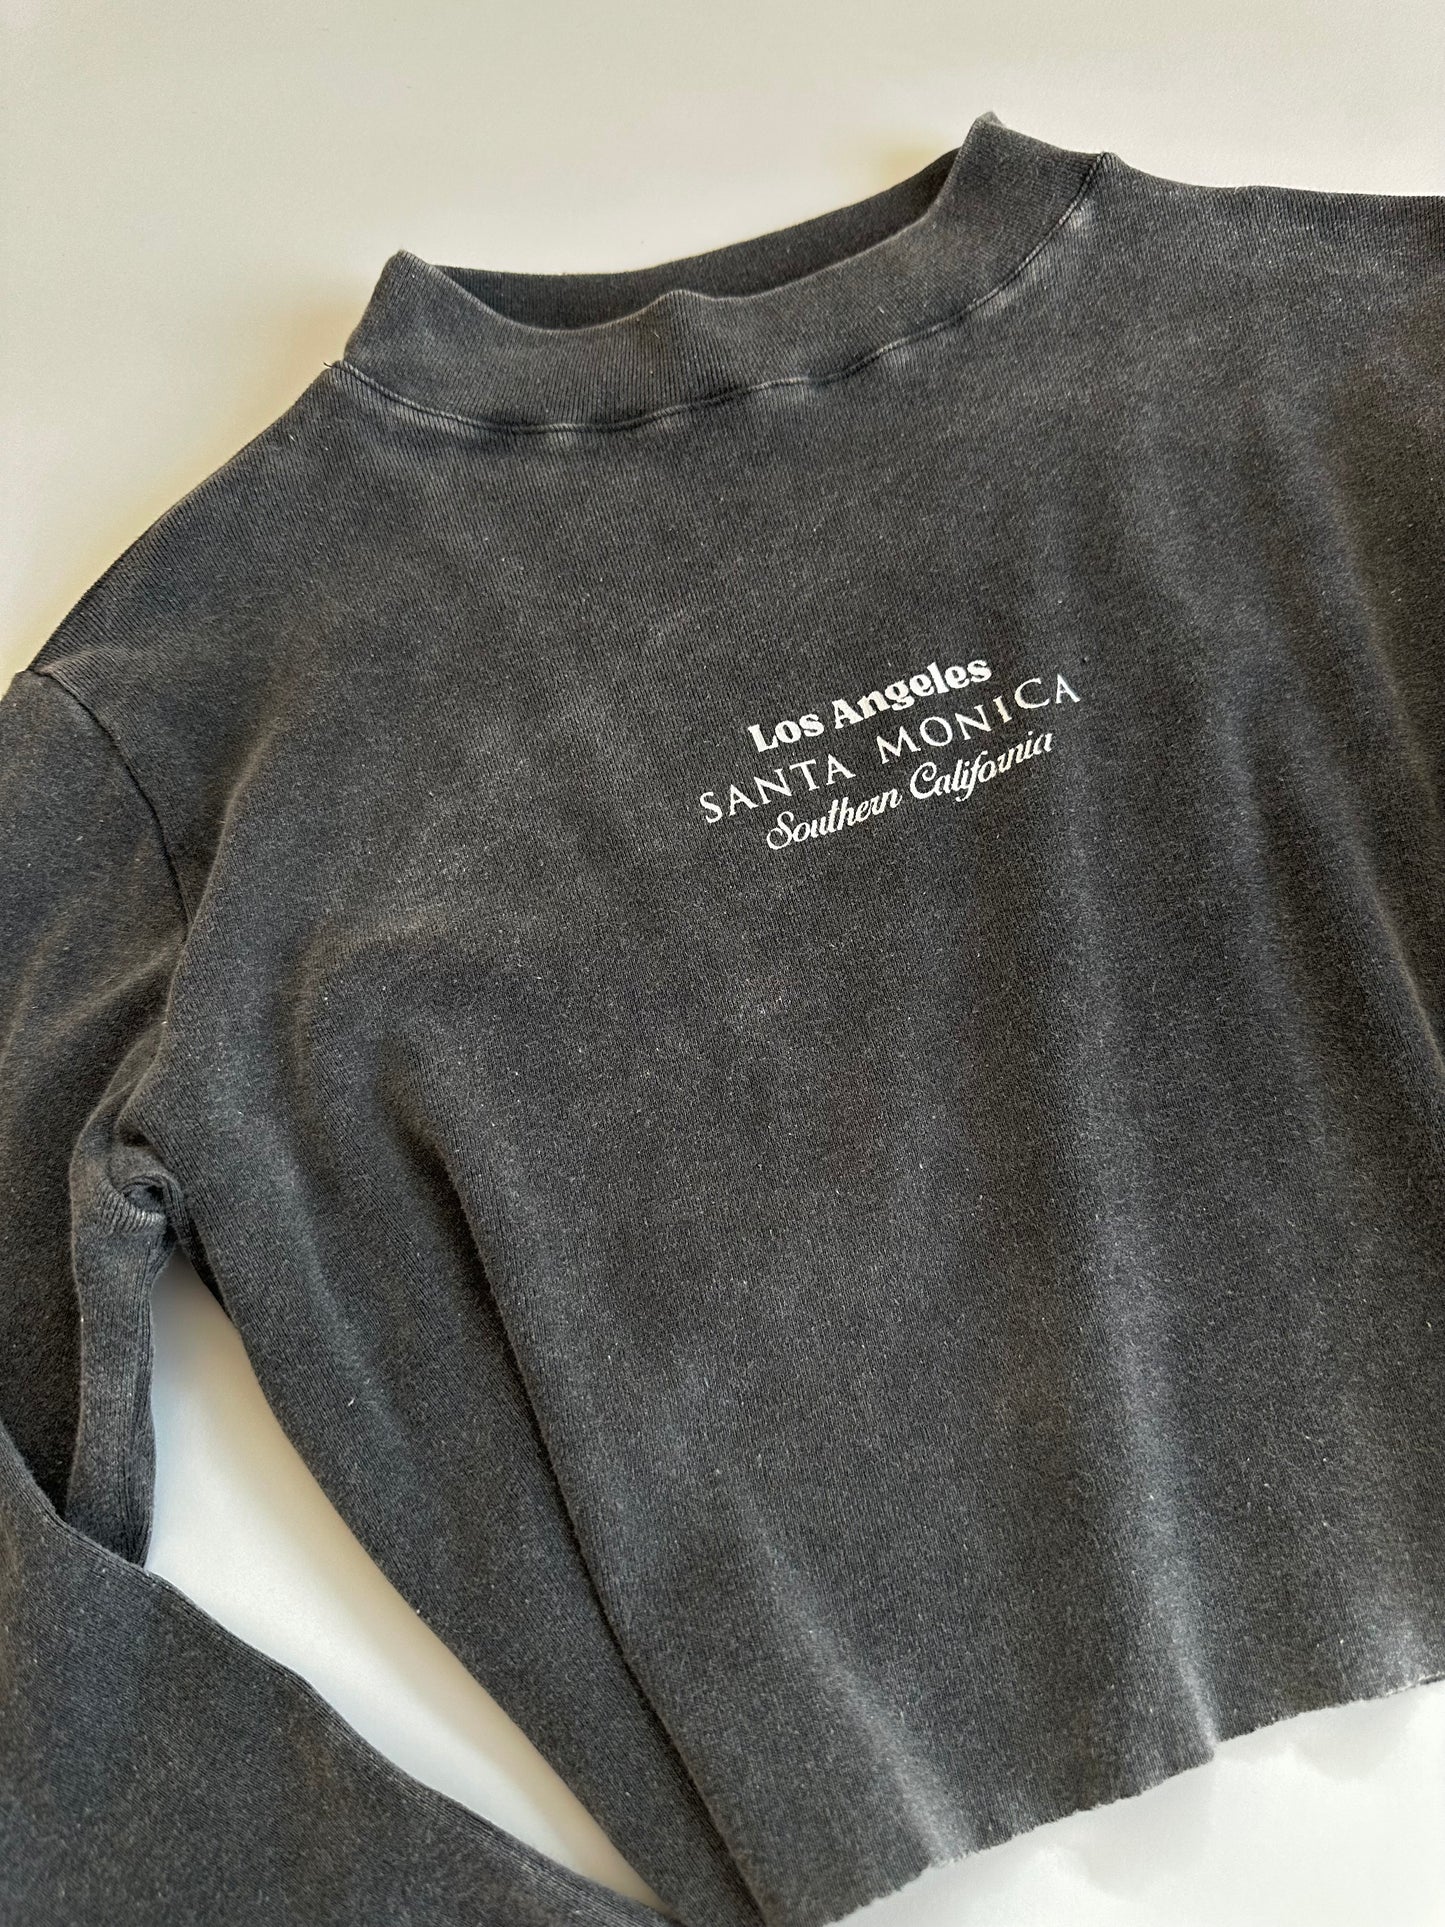 Los Angeles
SANTA MONICA
Southern California